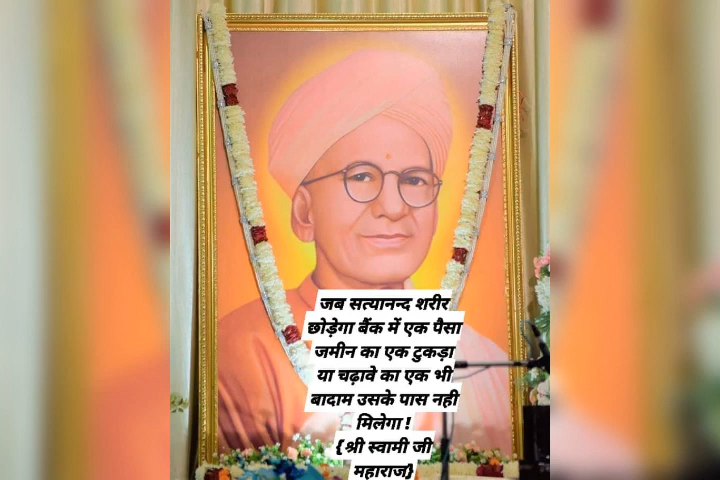 जब सत्यानन्द शरीर
छोड़ेगा बैंक में एक पैसा
जमीन का एक टुकड़ा
या चढ़ावे का एक भी
बादाम उसके पास नही
मिलेगा !
{ श्री स्वामी जी
महाराज}